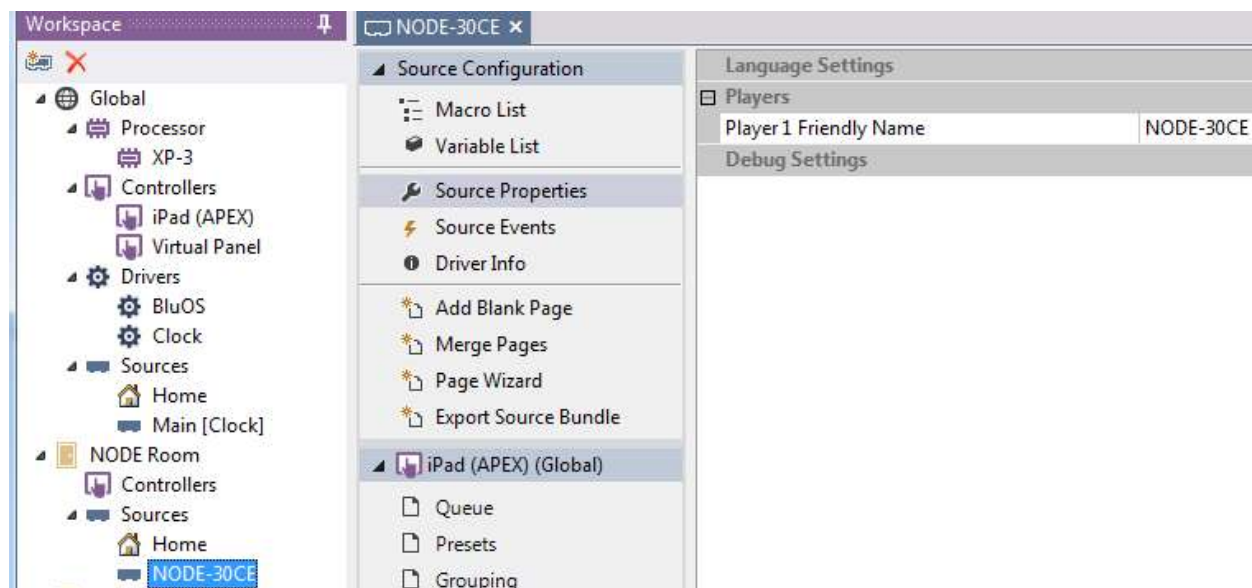 Workspace
Global
Processor
XP-3
Controllers
iPad (APEX)
Virtual Panel
Drivers
BluOS
Clock
Sources
Home
Main [Clock]
NODE Room
Controllers
Sources
Home
NODE-30CE
NODE-30CE
Source Configuration
Macro List
Variable List
Source Properties
Source Events
Driver Info
Add Blank Page
Merge Pages
Page Wizard
Export Source Bundle
iPad (APEX) (Global)
Queue
Presets
Grouping
Language Settings
Players
Player 1 Friendly Name NODE-30CE
Debug Settings